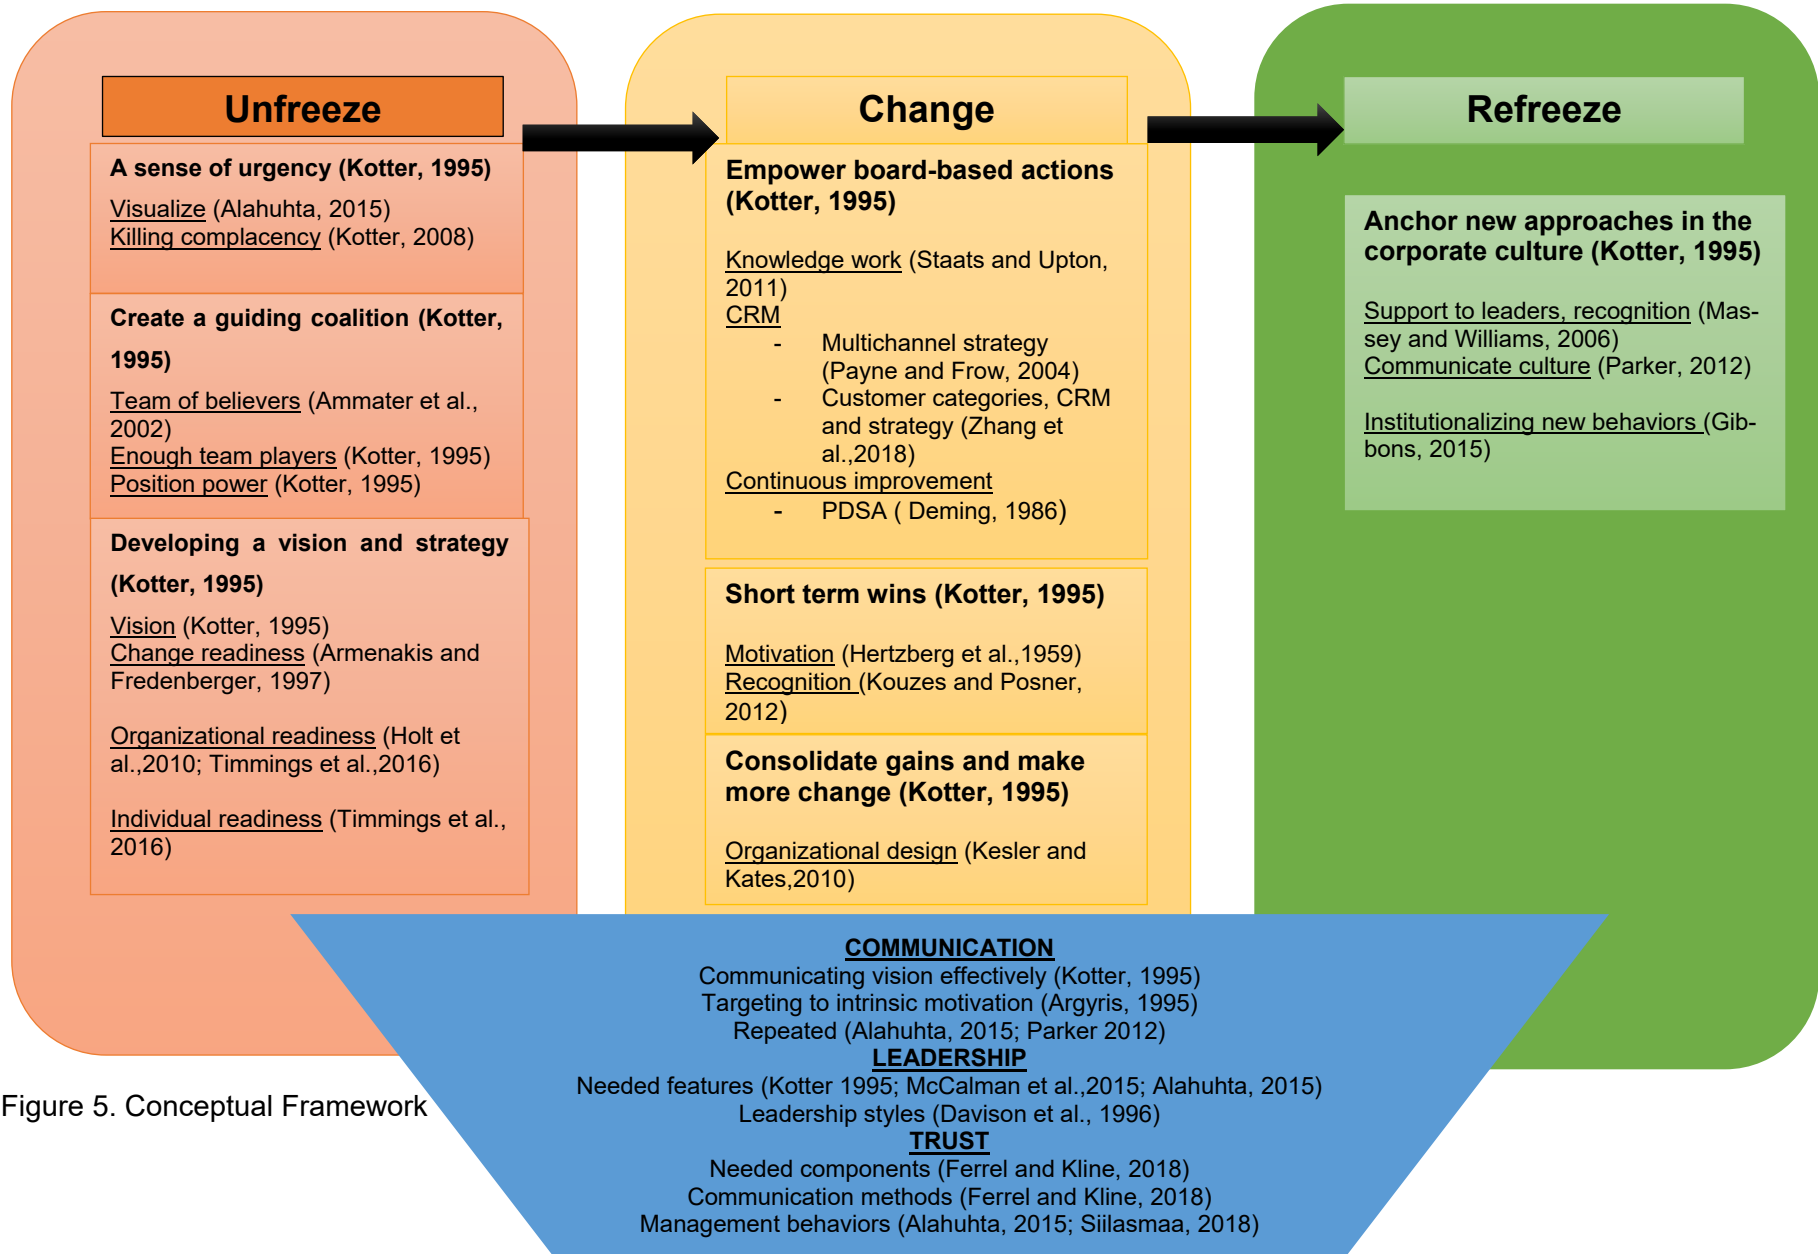 Unfreeze
A sense of urgency (Kotter, 1995)
Visualize (Alahuhta, 2015)
Killing complacency (Kotter, 2008)
Create a guiding coalition (Kotter,
1995)
Team of believers (Ammater et al.,
2002)
Enough team players (Kotter, 1995)
Position power (Kotter, 1995)
Developing a vision and strategy
(Kotter, 1995)
Vision (Kotter, 1995)
Change readiness (Armenakis and
Fredenberger, 1997)
Organizational readiness (Holt et
al.,2010; Timmings et al.,2016)
Individual readiness (Timmings et al.,
2016)
Change
Empower board-based actions
(Kotter, 1995)
Knowledge work (Staats and Upton,
2011)
CRM
- Multichannel strategy
(Payne and Frow, 2004)
- Customer categories, CRM
and strategy (Zhang et
al.,2018)
Continuous improvement
- PDSA ( Deming, 1986)
Short term wins (Kotter, 1995)
Motivation (Hertzberg et al.,1959)
Recognition (Kouzes and Posner,
2012)
Consolidate gains and make
more change (Kotter, 1995)
Organizational design (Kesler and
Kates,2010)
Refreeze
Anchor new approaches in the
corporate culture (Kotter, 1995)
Support to leaders, recognition (Mas-
sey and Williams, 2006)
Communicate culture (Parker, 2012)
Institutionalizing new behaviors (Gib-
bons, 2015)
COMMUNICATION
Communicating vision effectively (Kotter, 1995)
Targeting to intrinsic motivation (Argyris, 1995)
Repeated (Alahuhta, 2015; Parker 2012)
LEADERSHIP
Needed features (Kotter 1995; McCalman et al.,2015; Alahuhta, 2015)
Leadership styles (Davison et al., 1996)
TRUST
Needed components (Ferrel and Kline, 2018)
Communication methods (Ferrel and Kline, 2018)
Management behaviors (Alahuhta, 2015; Siilasmaa, 2018)
Figure 5. Conceptual Framework